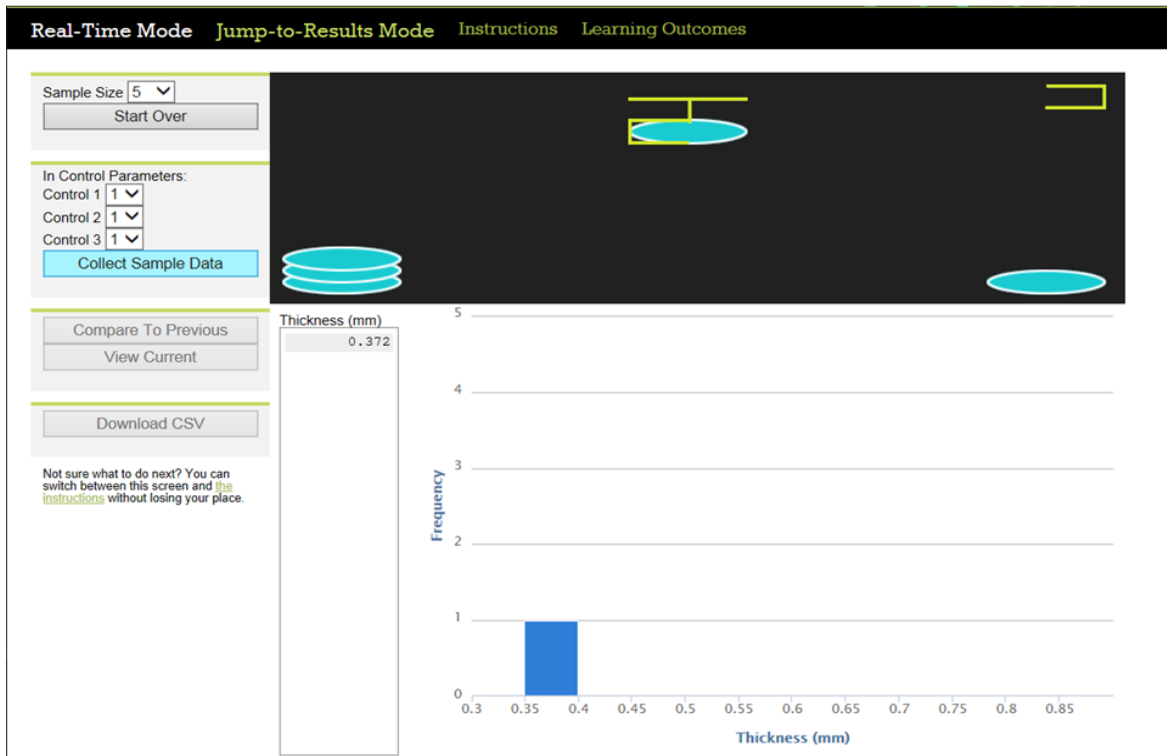 Real-Time Mode Jump-to-Results Mode Instructions Learning Outcomes
Sample Size 5
Start Over
In Control Parameters:
Control 1 1
Control 2 1
Control 3 1
Collect Sample Data
Compare To Previous
View Current
Download CSV
Not sure what to do next? You can
switch between this screen and the
instructions without losing your place.
Thickness (mm)
0.372
5
4
3
2
1
0
Frequency
0.3 0.35 0.4 0.45 0.5 0.55 0.6 0.65 0.7 0.75 0.8 0.85
Thickness (mm)